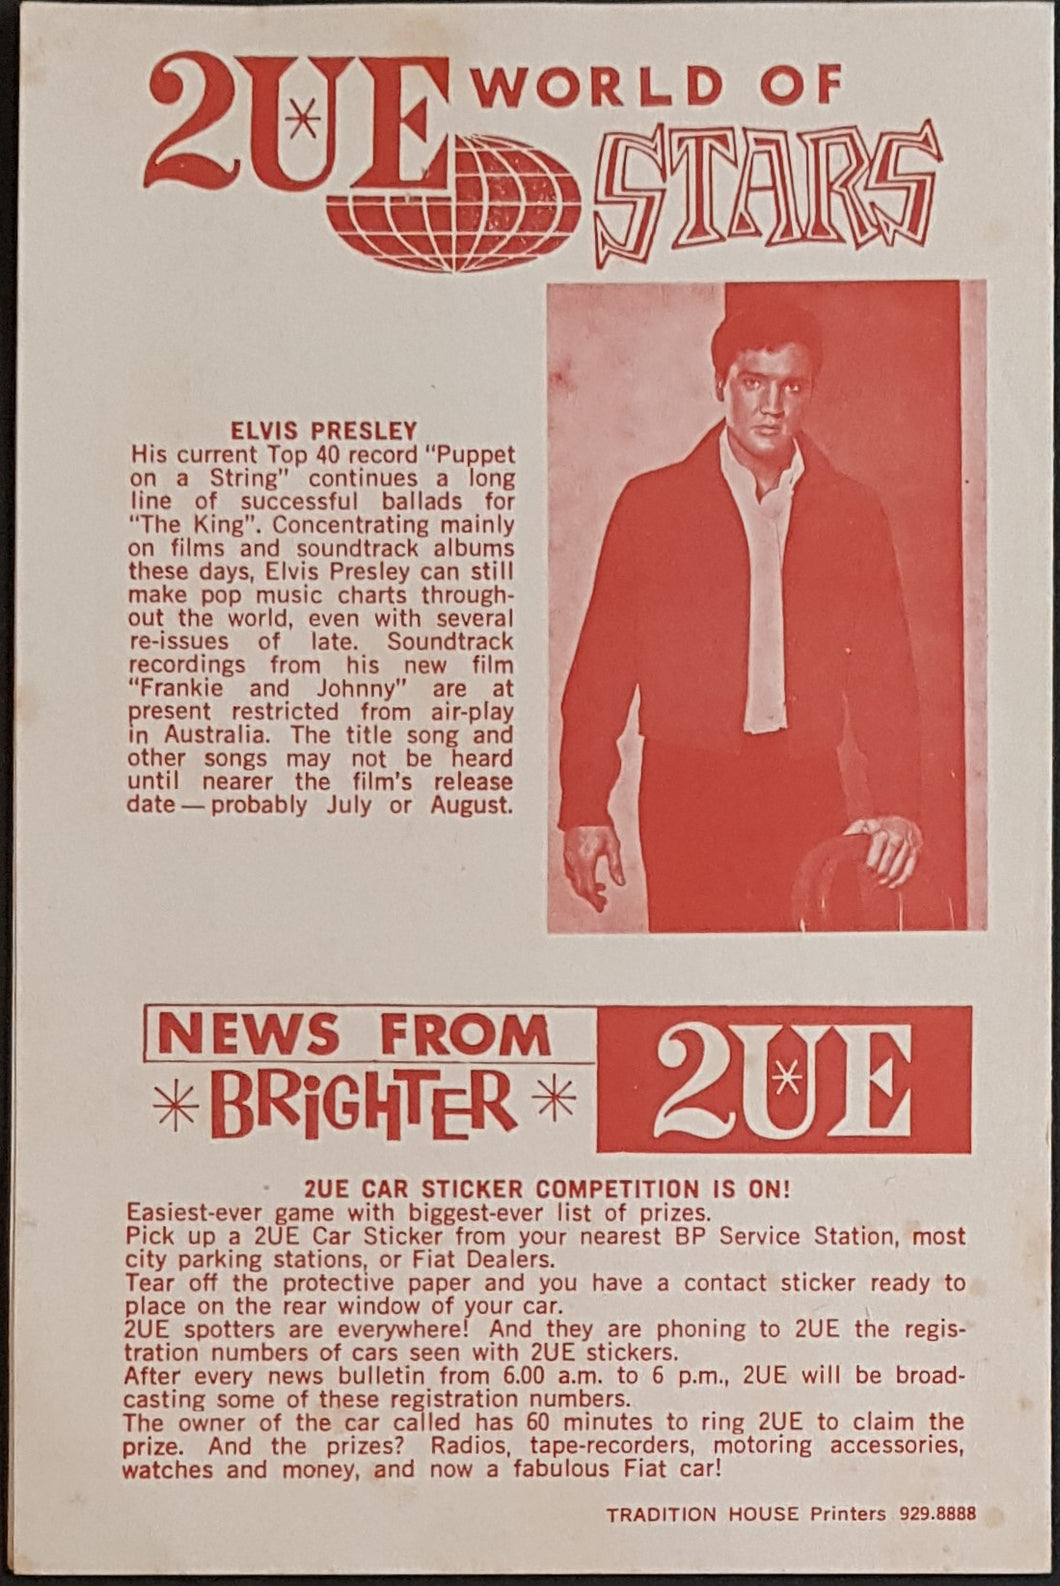 2UE WORLD OF
STARS
ELVIS PRESLEY
His current Top 40 record "Puppet
on a String" continues a long
line of successful ballads for
"The King". Concentrating mainly
on films and soundtrack albums
these days, Elvis Presley can still
make pop music charts through-
out the world, even with several
re-issues of late. Soundtrack
recordings from his new film
"Frankie and Johnny" are at
present restricted from air-play
in Australia. The title song and
other songs may not be heard
until nearer the film's release
date — probably July or August.
NEWS FROM
BRiGHTER
2UE
2UE CAR STICKER COMPETITION IS ON!
Easiest-ever game with biggest-ever list of prizes.
Pick up a 2UE Car Sticker from your nearest BP Service Station, most
city parking stations, or Fiat Dealers.
Tear off the protective paper and you have a contact sticker ready to
place on the rear window of your car.
2UE spotters are everywhere! And they are phoning to 2UE the regis-
tration numbers of cars seen with 2UE stickers.
After every news bulletin from 6.00 a.m. to 6 p.m., 2UE will be broad-
casting some of these registration numbers.
The owner of the car called has 60 minutes to ring 2UE to claim the
prize. And the prizes? Radios, tape-recorders, motoring accessories,
watches and money, and now a fabulous Fiat car!
TRADITION HOUSE Printers 929.8888